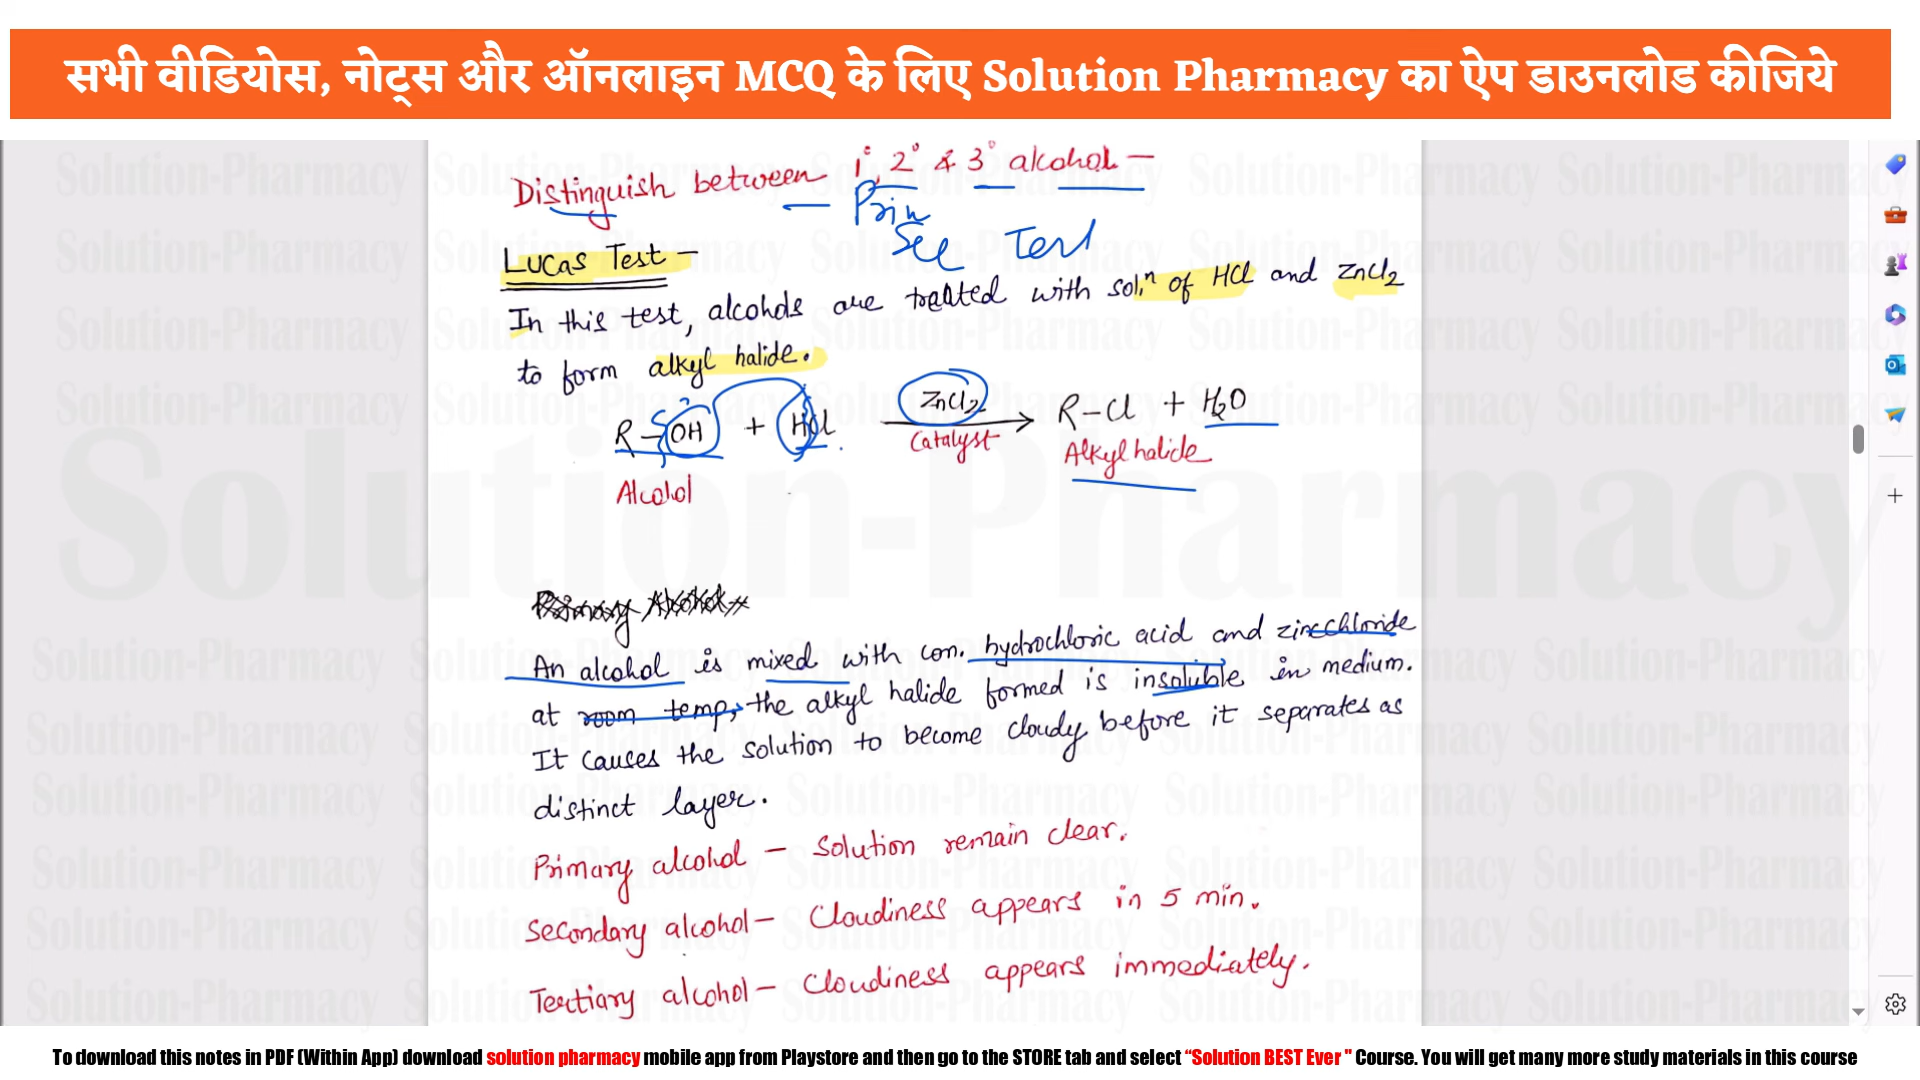 सभी वीडियोस, नोट्स और ऑनलाइन MCQ के लिए Solution Pharmacy का ऐप डाउनलोड कीजिये
Distinguish between 1°, 2° & 3° alcohol –
Prim
Sec Tert
Lucas Test –
In this test, alcohols are treated with solⁿ of HCl and ZnCl2
to form alkyl halide.
R – OH + HCl ZnCl2 R–Cl + H2O
Catalyst
Alcohol Alkyl halide
An alcohol is mixed with con. hydrochloric acid and zinc chloride
at room temp, the alkyl halide formed is insoluble in medium.
It causes the solution to become cloudy before it separates as
distinct layer.
Primary alcohol – Solution remain clear.
Secondary alcohol – Cloudiness appears in 5 min.
Tertiary alcohol – Cloudiness appears immediately.
Solution-Pharmacy
To download this notes in PDF (Within App) download solution pharmacy mobile app from Playstore and then go to the STORE tab and select “Solution BEST Ever " Course. You will get many more study materials in this course